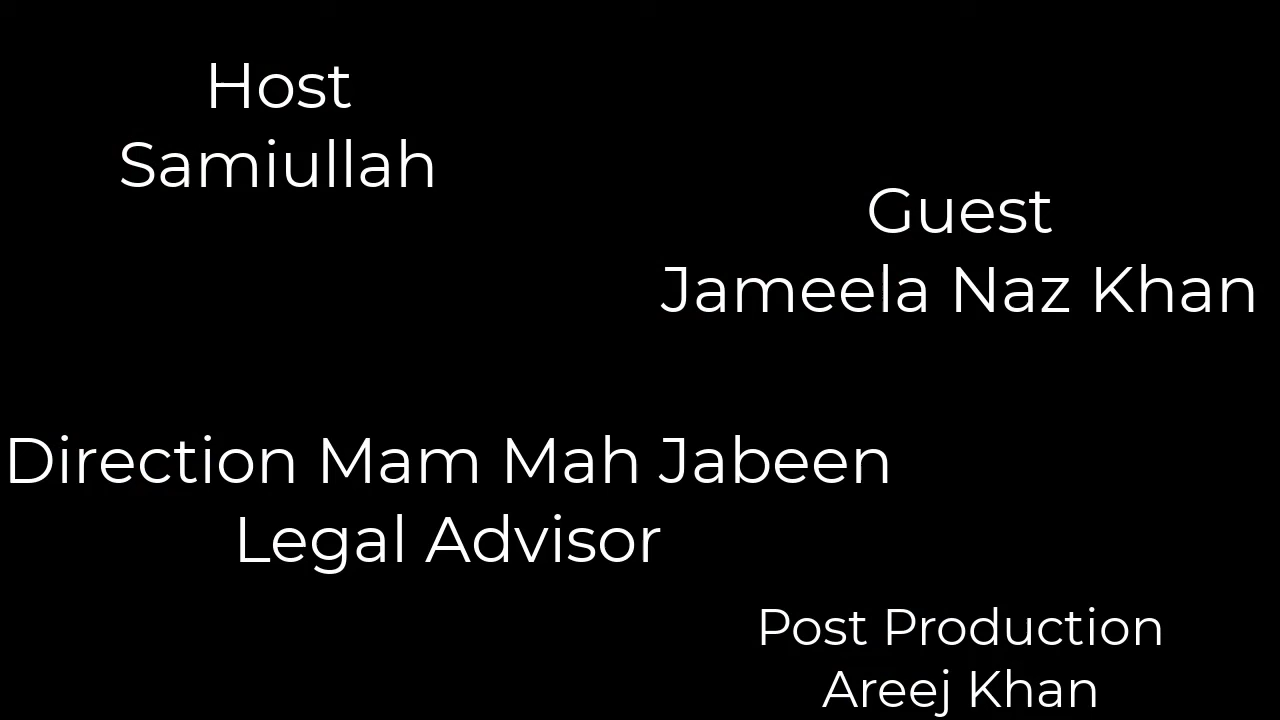 Host
Samiullah
Guest
Jameela Naz Khan
Direction Mam Mah Jabeen
Legal Advisor
Post Production
Areej Khan